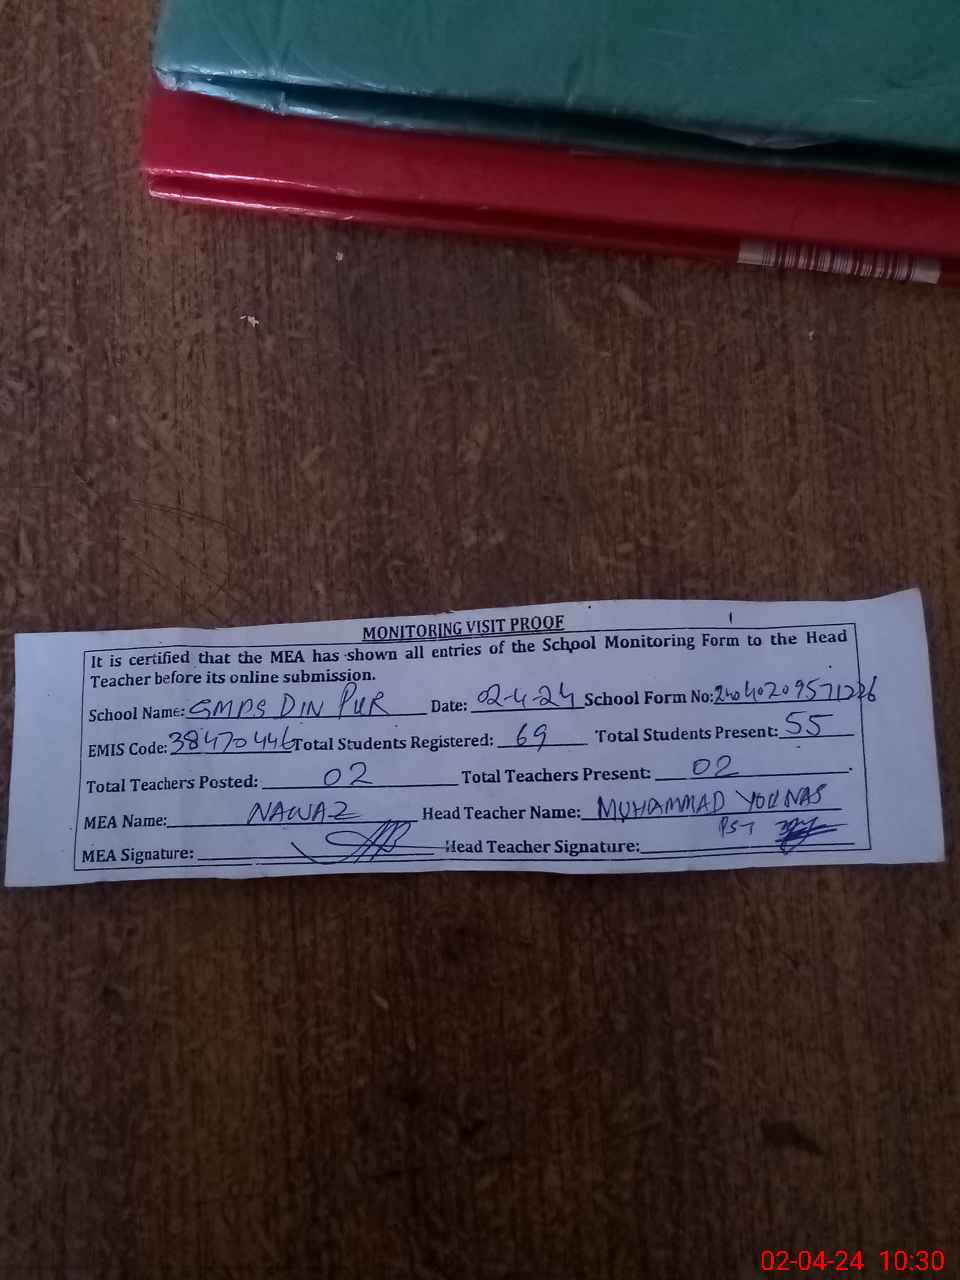 MONITORING VISIT PROOF
It is certified that the MEA has shown all entries of the School Monitoring Form to the Head
Teacher before its online submission.
School Name: GMPS DIN PUR Date: 02-4-24 School Form No:
EMIS Code: 38470446 Total Students Registered: 69 Total Students Present: 55
Total Teachers Posted: 02 Total Teachers Present: 02
MEA Name: NAWAZ Head Teacher Name: MUHAMMAD YOUNAS
PST
MEA Signature: Head Teacher Signature:
02-04-24 10:30